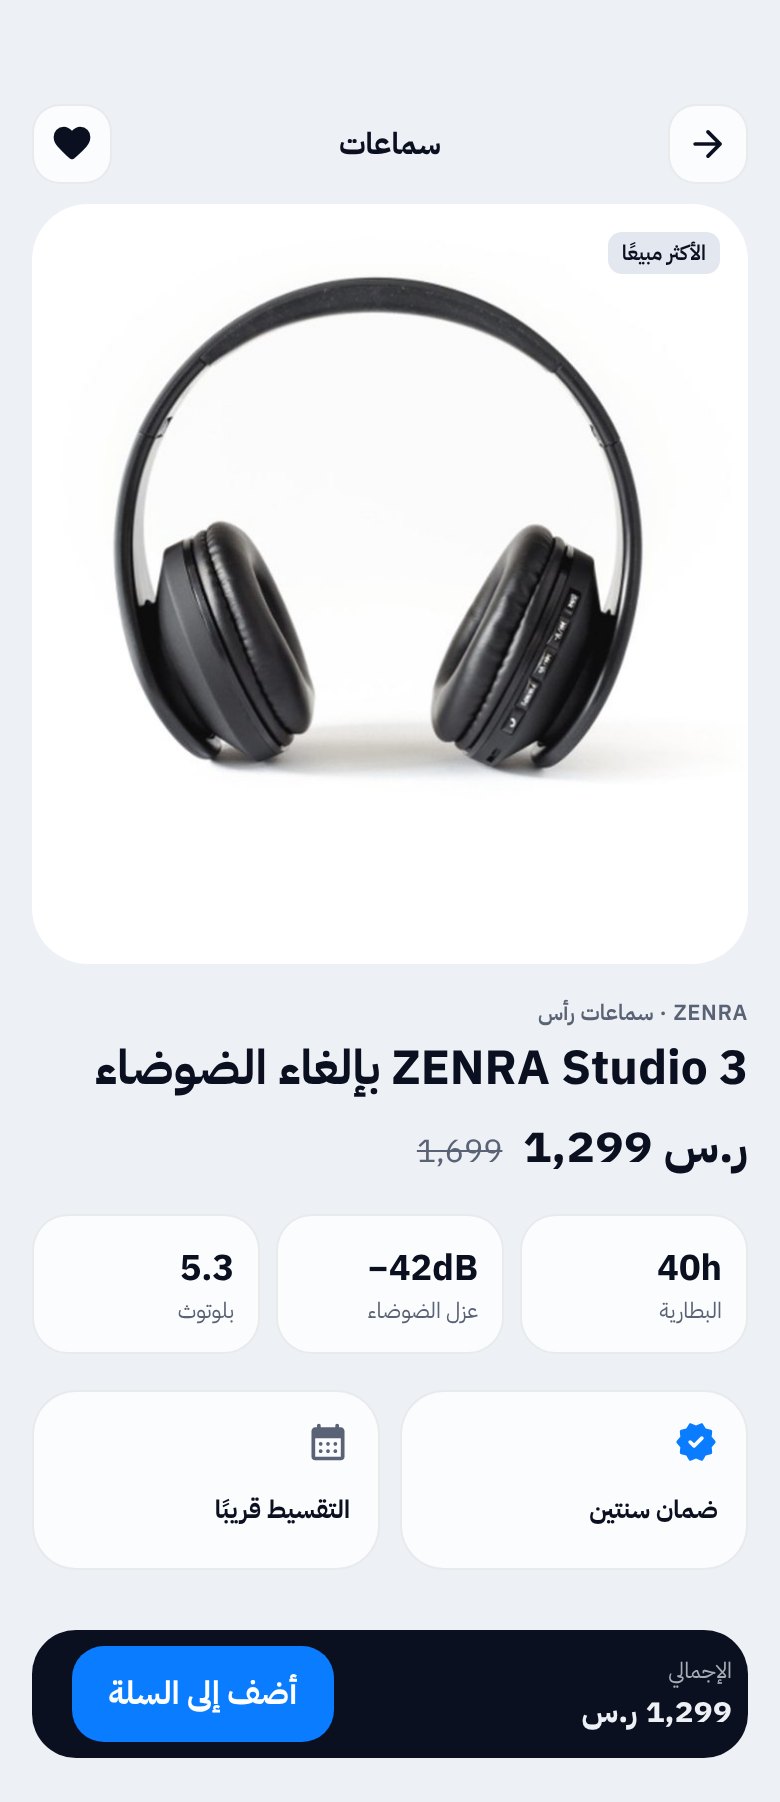 سماعات
الأكثر مبيعًا
ZENRA · سماعات رأس
ZENRA Studio 3 بإلغاء الضوضاء
ر.س 1,299 1,699
40h
البطارية
−42dB
عزل الضوضاء
5.3
بلوتوث
ضمان سنتين
التقسيط قريبًا
الإجمالي
1,299 ر.س
أضف إلى السلة